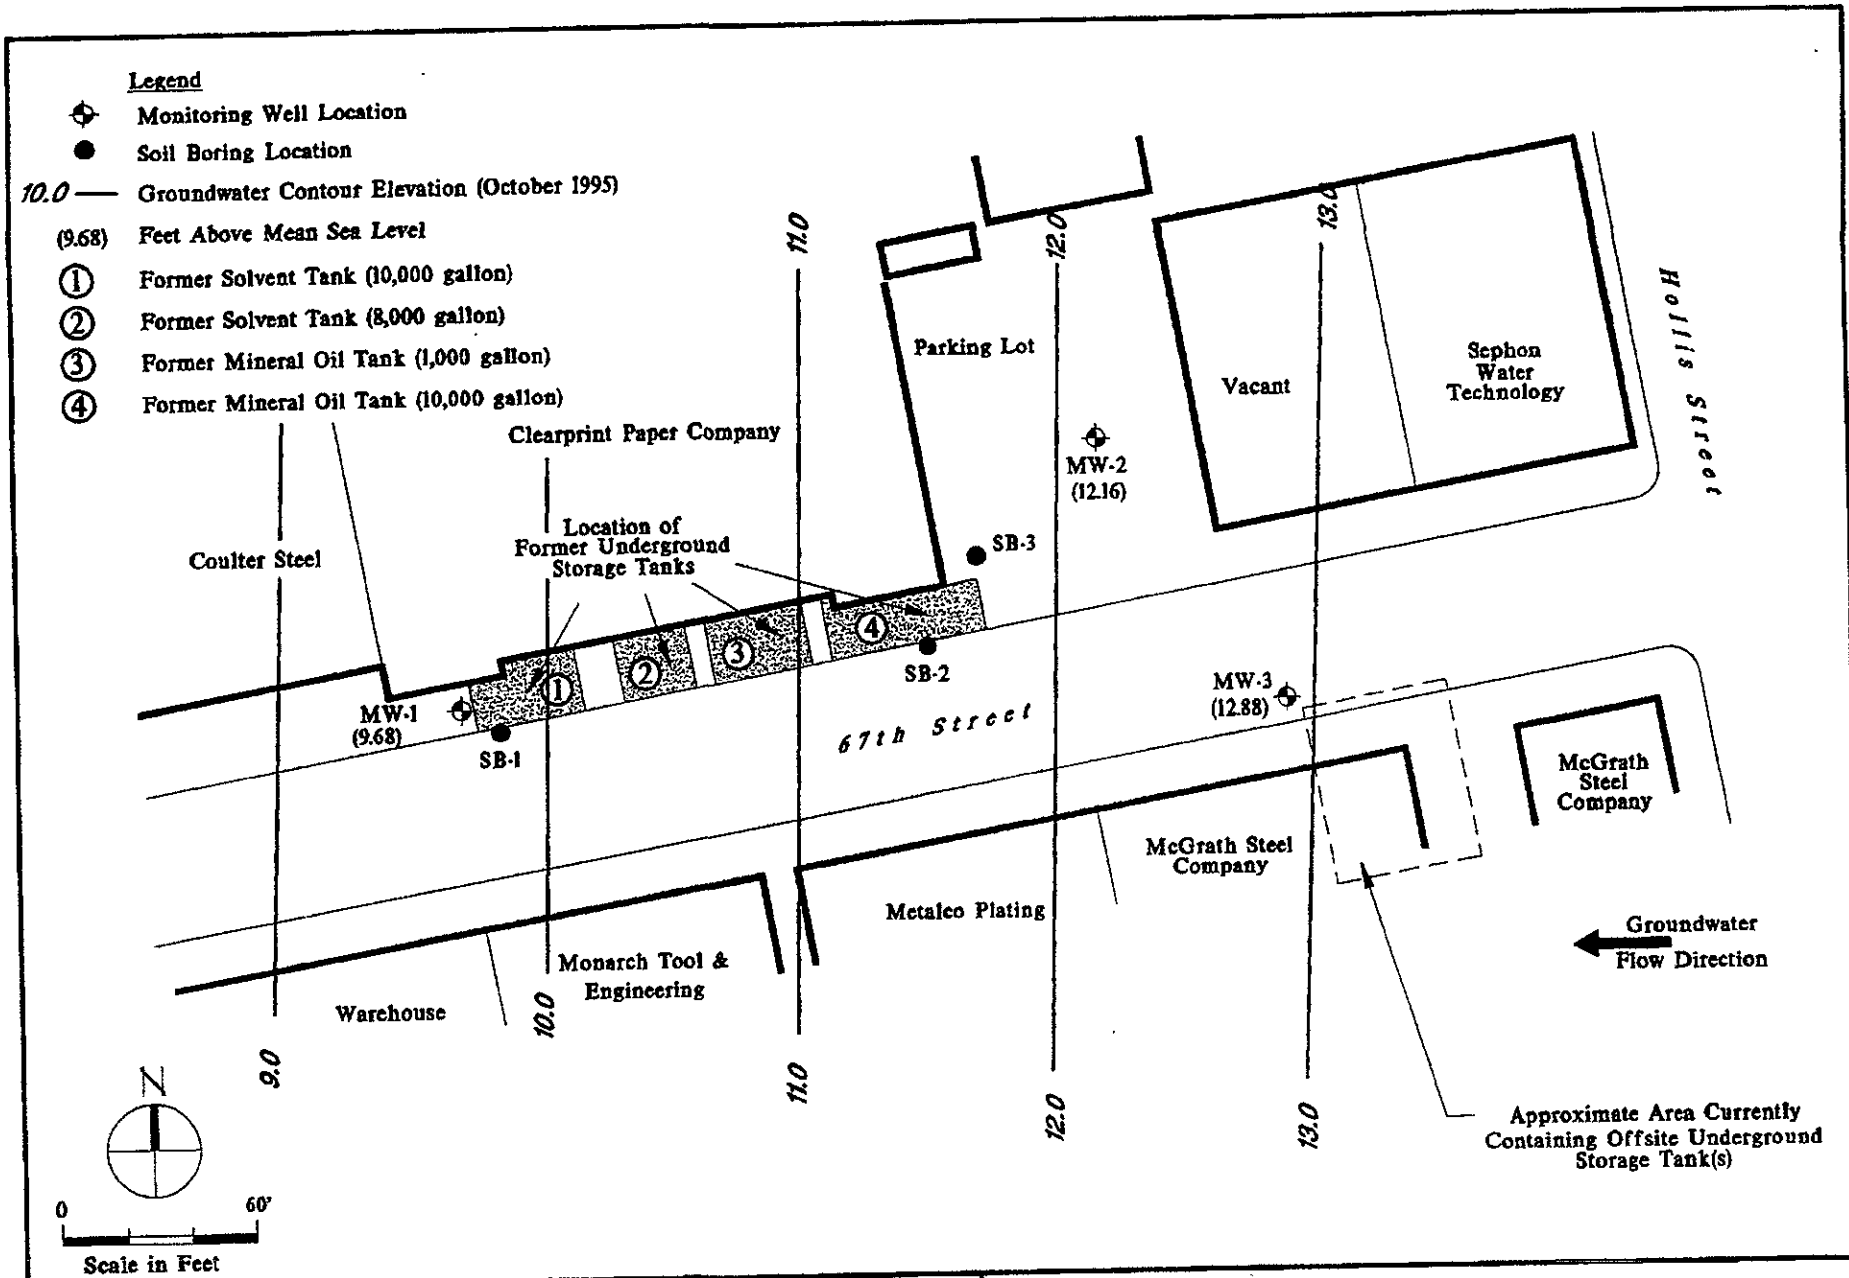 Legend
Monitoring Well Location
Soil Boring Location
10.0 Groundwater Contour Elevation (October 1995)
(9.68) Feet Above Mean Sea Level
1 Former Solvent Tank (10,000 gallon)
2 Former Solvent Tank (8,000 gallon)
3 Former Mineral Oil Tank (1,000 gallon)
4 Former Mineral Oil Tank (10,000 gallon)
11.0
12.0
13.0
Hollis Street
Parking Lot
Vacant
Sephon
Water
Technology
Clearprint Paper Company
MW-2
(12.16)
Coulter Steel
Location of
Former Underground
Storage Tanks
SB-3
1
2
3
4
SB-2
MW-1
(9.68)
SB-1
67th Street
MW-3
(12.88)
McGrath
Steel
Company
McGrath Steel
Company
Metalco Plating
Monarch Tool &
Engineering
Warehouse
Groundwater
Flow Direction
9.0
10.0
11.0
12.0
13.0
Approximate Area Currently
Containing Offsite Underground
Storage Tank(s)
N
0 60'
Scale in Feet